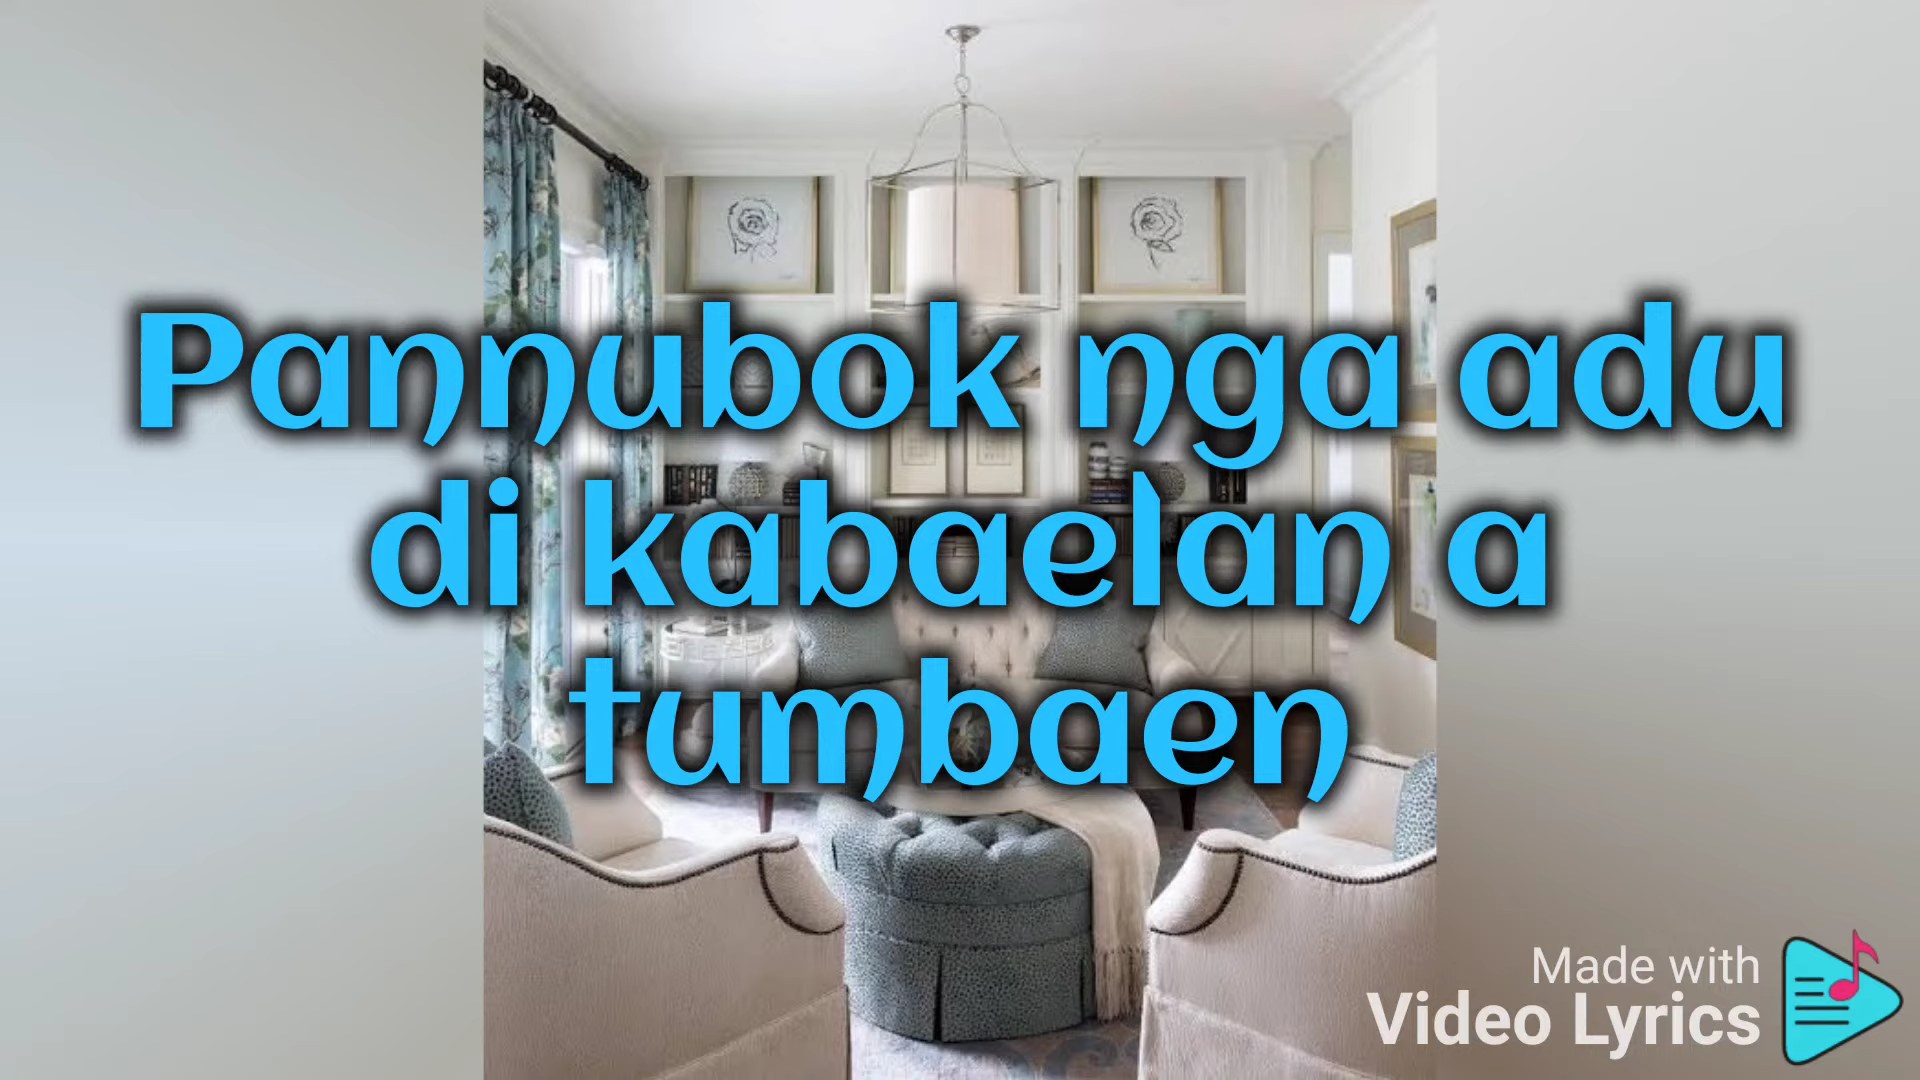 Pannubok nga adu
di kabaelan a
tumbaen
Made with
Video Lyrics